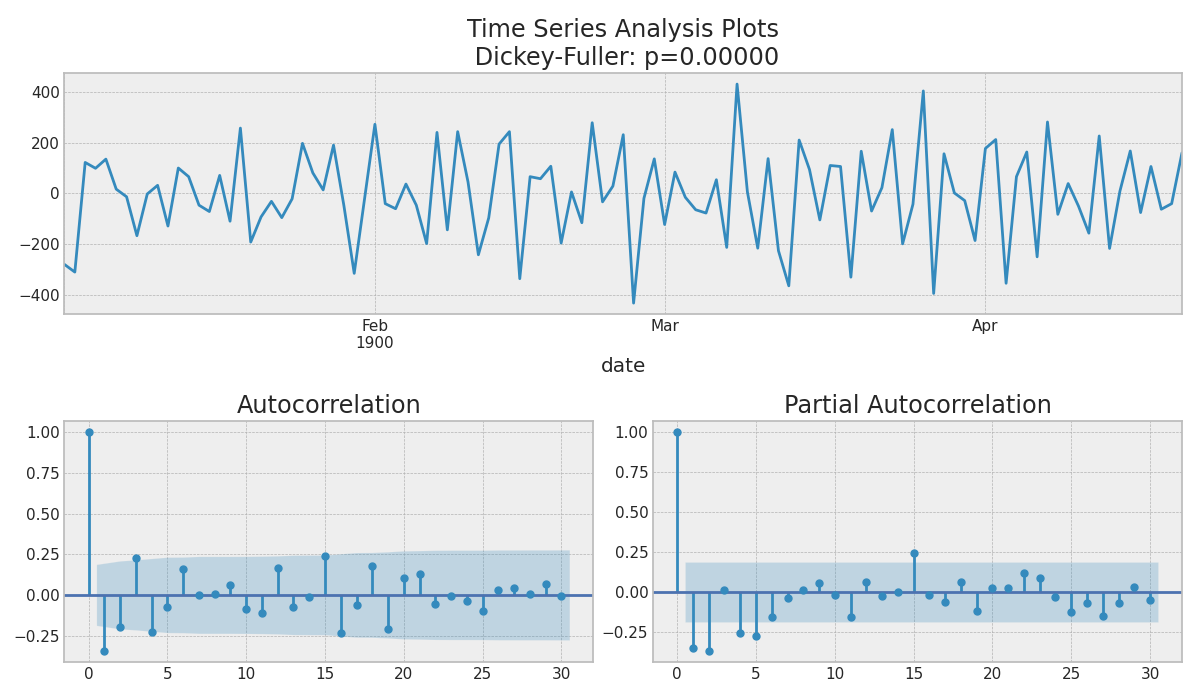 Time Series Analysis Plots
Dickey-Fuller: p=0.00000
400
200
0
−200
−400
Feb
1900
Mar
Apr
date
Autocorrelation
1.00
0.75
0.50
0.25
0.00
−0.25
0 5 10 15 20 25 30
Partial Autocorrelation
1.00
0.75
0.50
0.25
0.00
−0.25
0 5 10 15 20 25 30